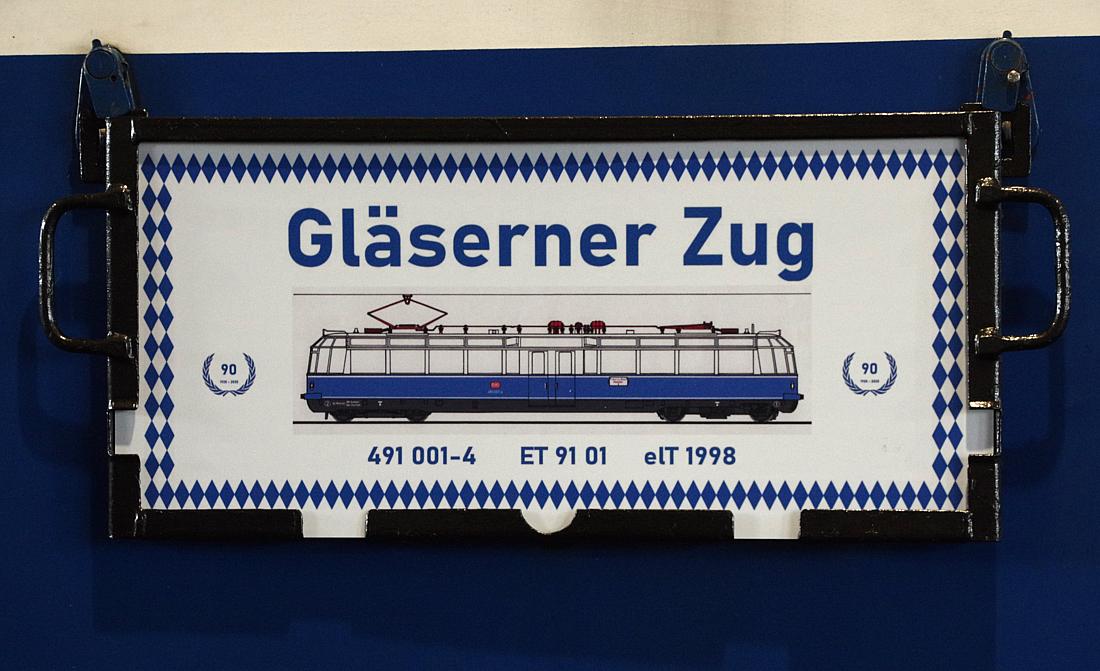 Gläserner Zug
90
90
491 001-4 ET 91 01 elT 1998